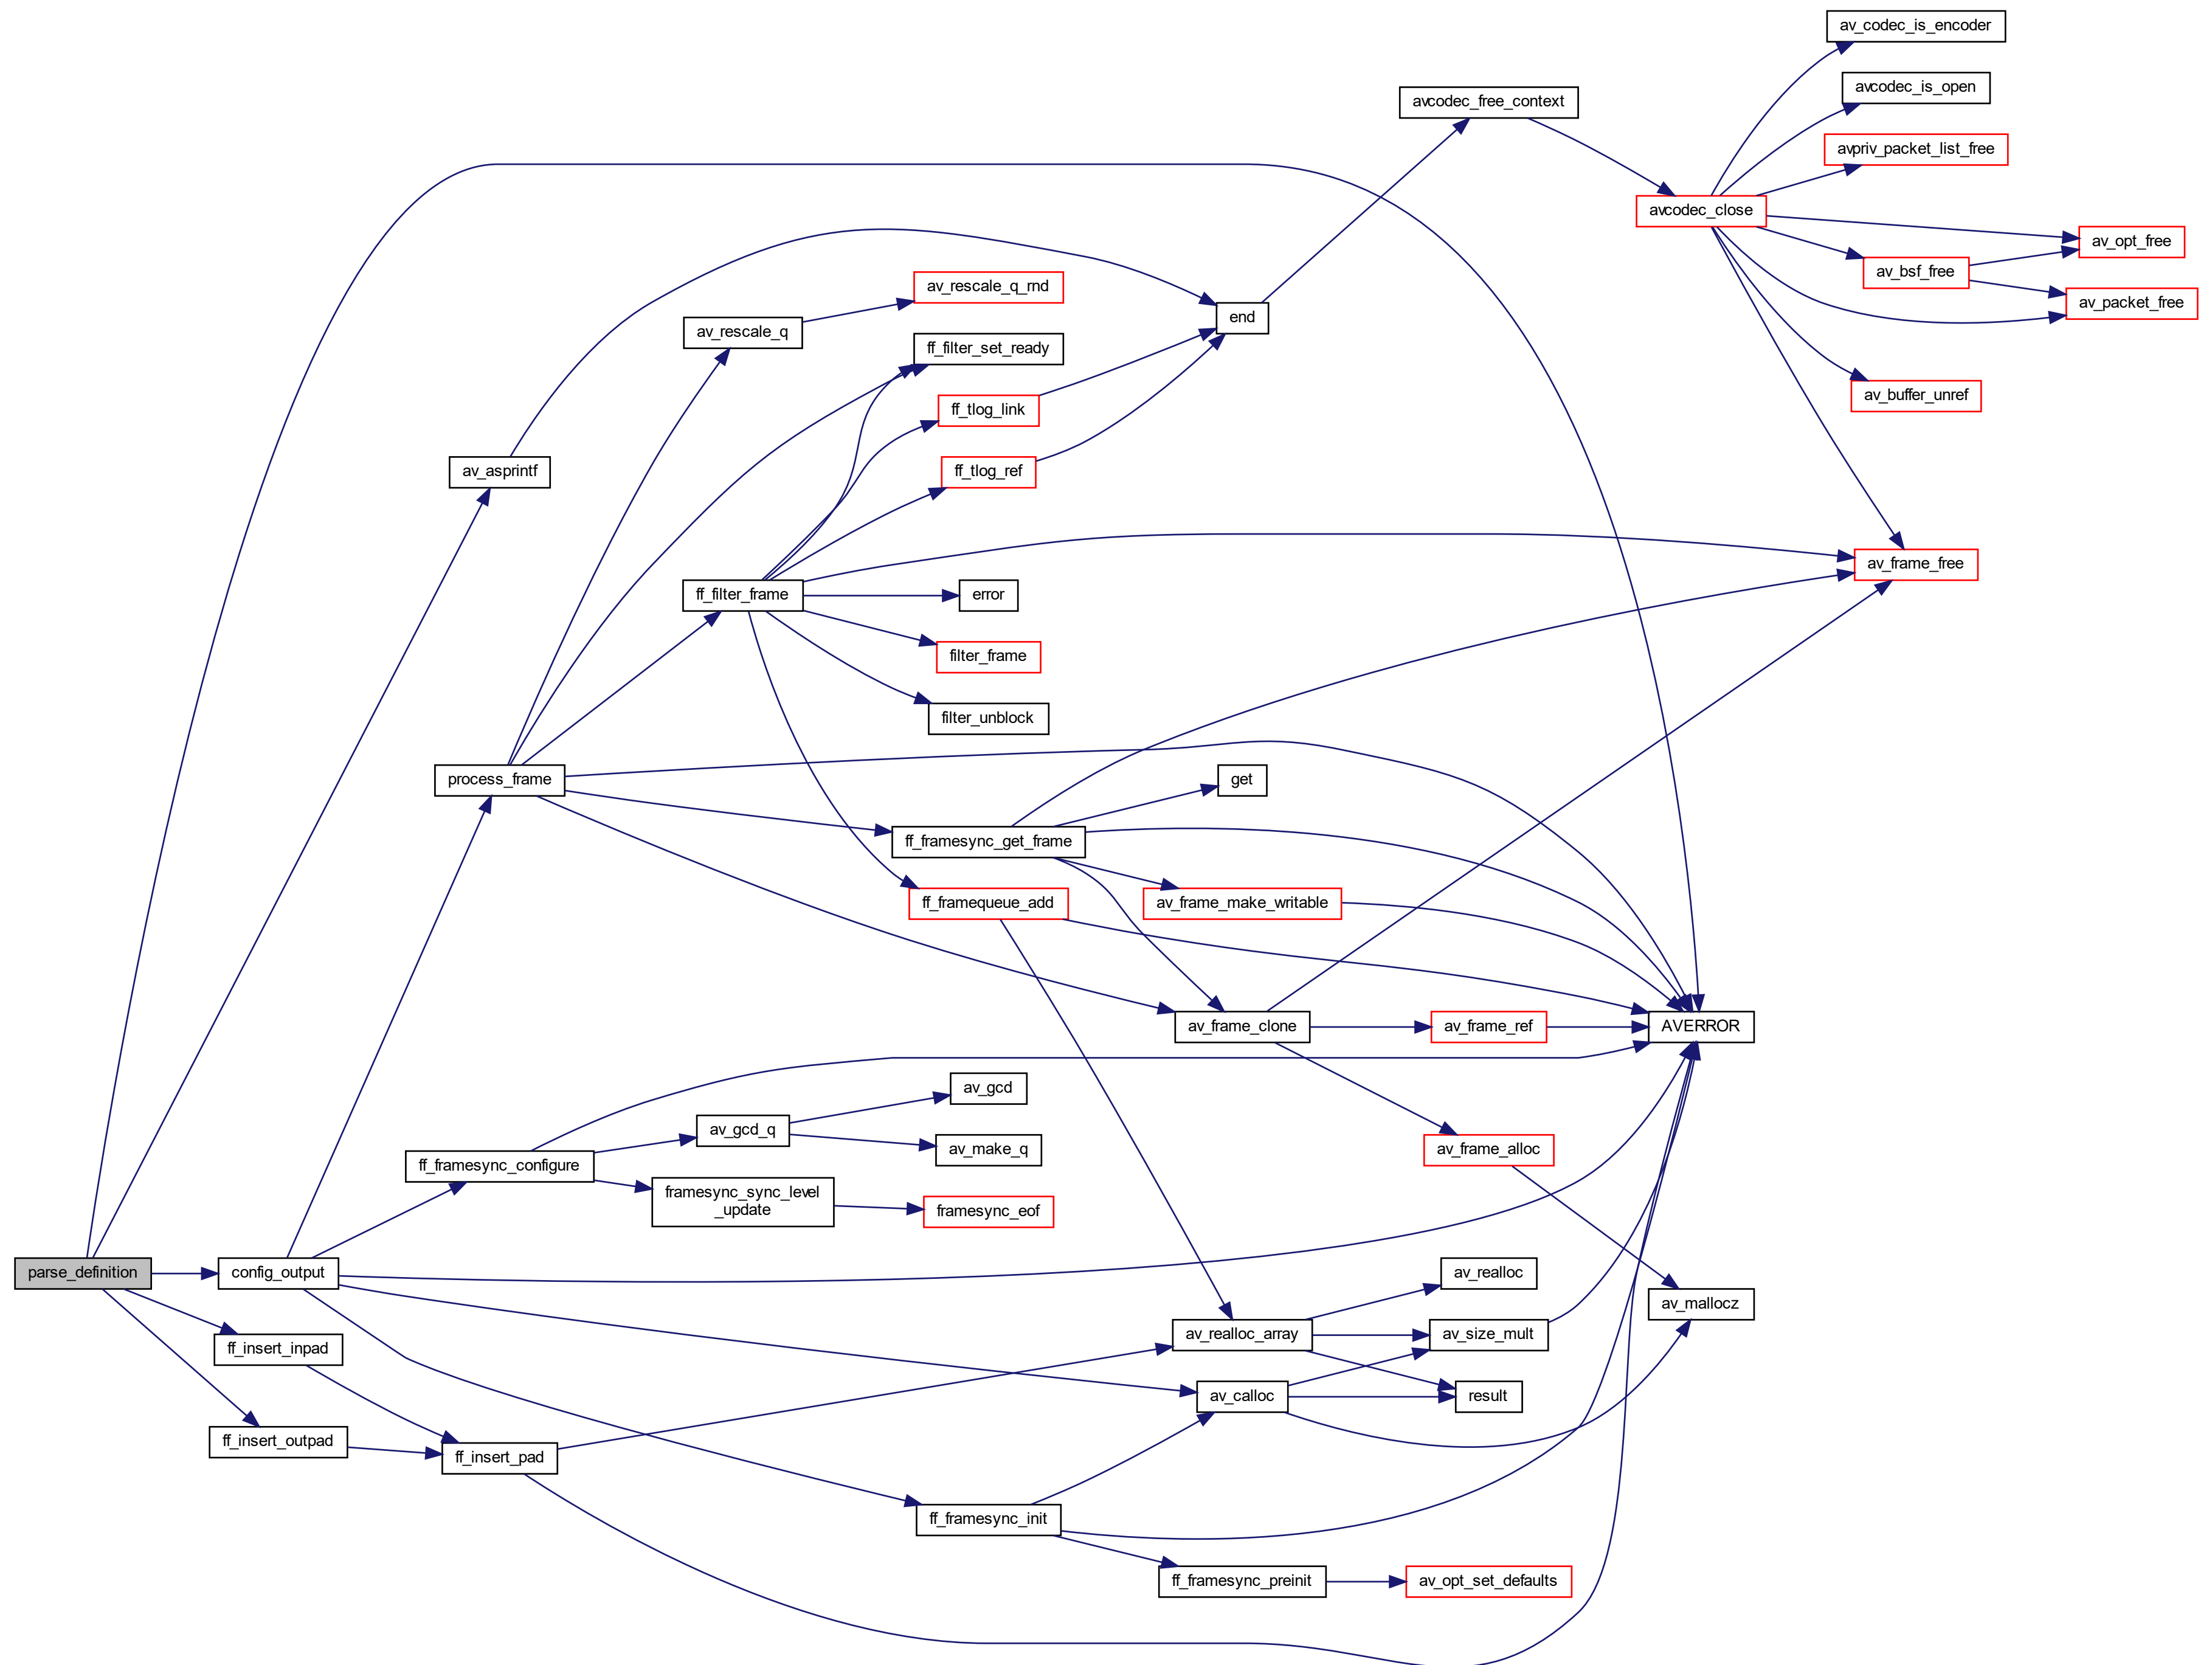 av_codec_is_encoder
avcodec_is_open
avcodec_free_context
avpriv_packet_list_free
avcodec_close
av_opt_free
av_bsf_free
av_packet_free
av_rescale_q_rnd
end
av_rescale_q
ff_filter_set_ready
av_buffer_unref
ff_tlog_link
av_asprintf
ff_tlog_ref
av_frame_free
ff_filter_frame
error
filter_frame
filter_unblock
process_frame
get
ff_framesync_get_frame
ff_framequeue_add
av_frame_make_writable
av_frame_clone
av_frame_ref
AVERROR
av_gcd
av_gcd_q
av_make_q
av_frame_alloc
ff_framesync_configure
framesync_sync_level
_update
framesync_eof
parse_definition
config_output
av_realloc
av_mallocz
ff_insert_inpad
av_realloc_array
av_size_mult
av_calloc
result
ff_insert_outpad
ff_insert_pad
ff_framesync_init
ff_framesync_preinit
av_opt_set_defaults